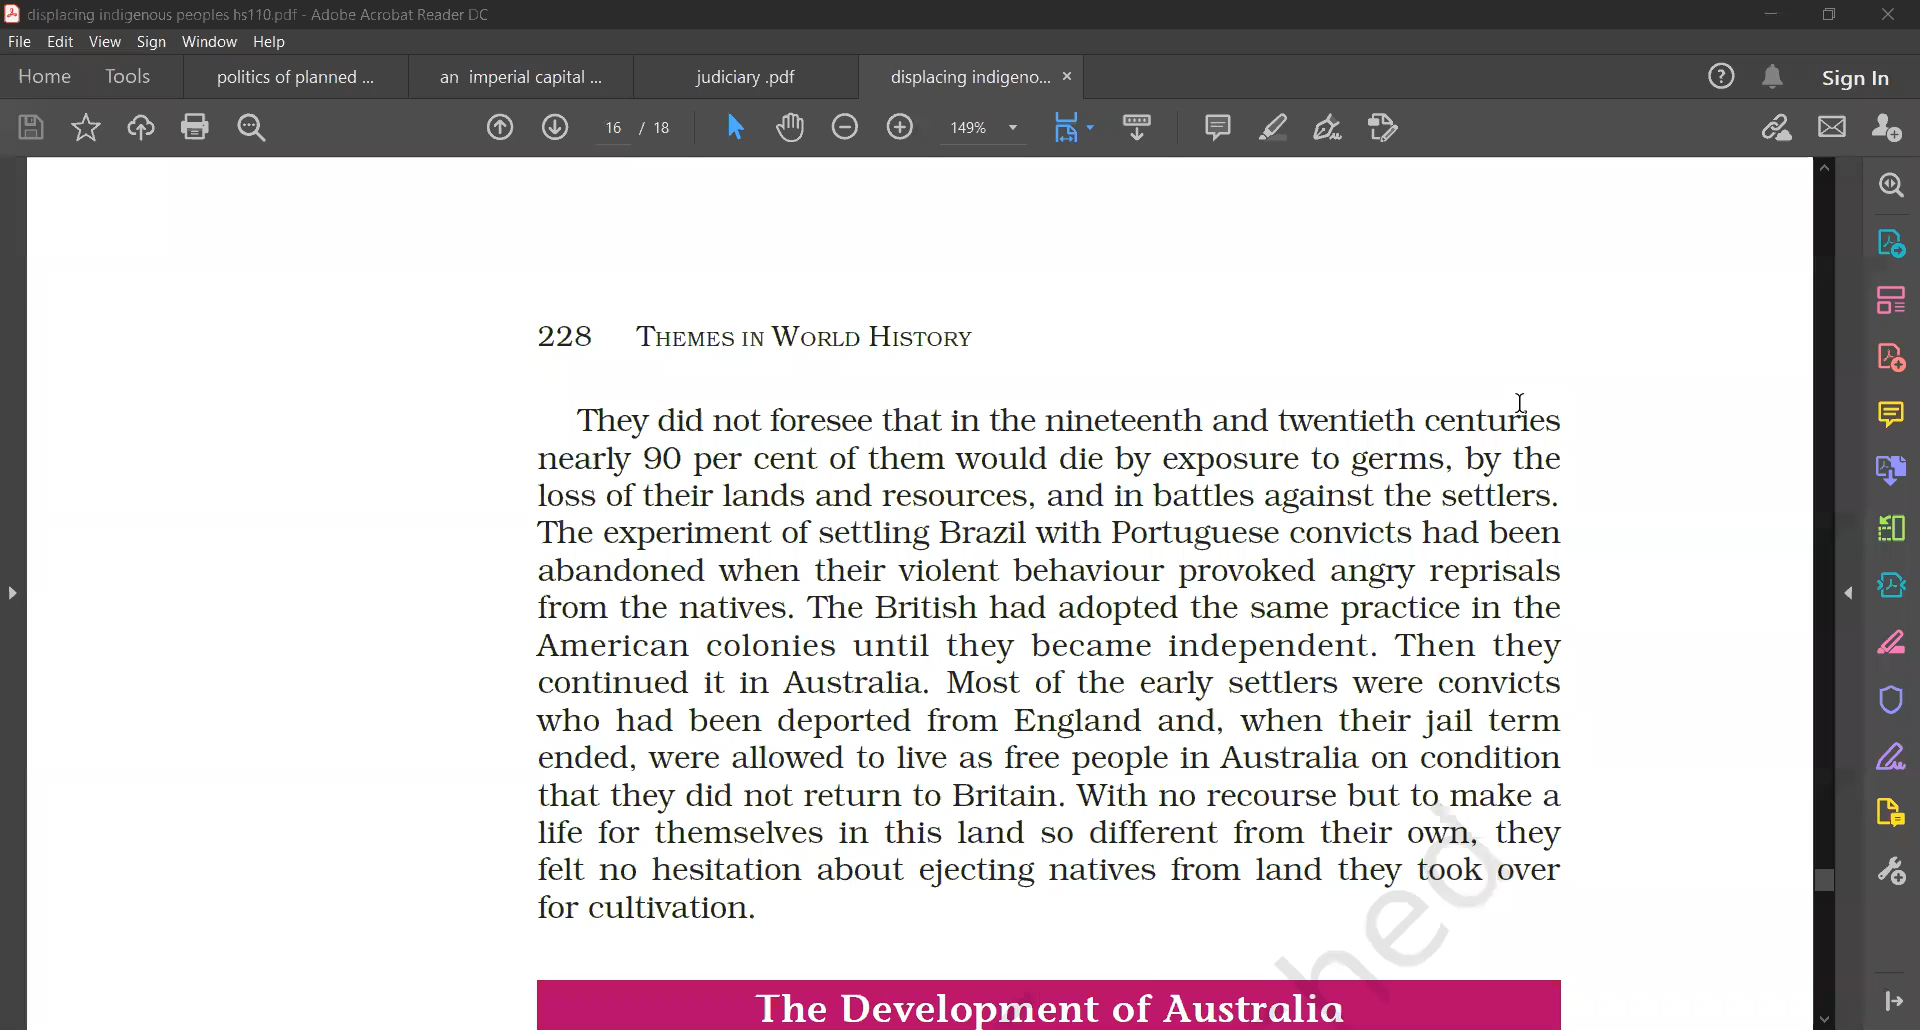 displacing indigenous peoples hs110.pdf - Adobe Acrobat Reader DC
File Edit View Sign Window Help
Home Tools politics of planned ... an imperial capital ... judiciary .pdf displacing indigeno... × Sign In
16 / 18 149%
228 THEMES IN WORLD HISTORY
They did not foresee that in the nineteenth and twentieth centuries
nearly 90 per cent of them would die by exposure to germs, by the
loss of their lands and resources, and in battles against the settlers.
The experiment of settling Brazil with Portuguese convicts had been
abandoned when their violent behaviour provoked angry reprisals
from the natives. The British had adopted the same practice in the
American colonies until they became independent. Then they
continued it in Australia. Most of the early settlers were convicts
who had been deported from England and, when their jail term
ended, were allowed to live as free people in Australia on condition
that they did not return to Britain. With no recourse but to make a
life for themselves in this land so different from their own, they
felt no hesitation about ejecting natives from land they took over
for cultivation.
hed
The Development of Australia